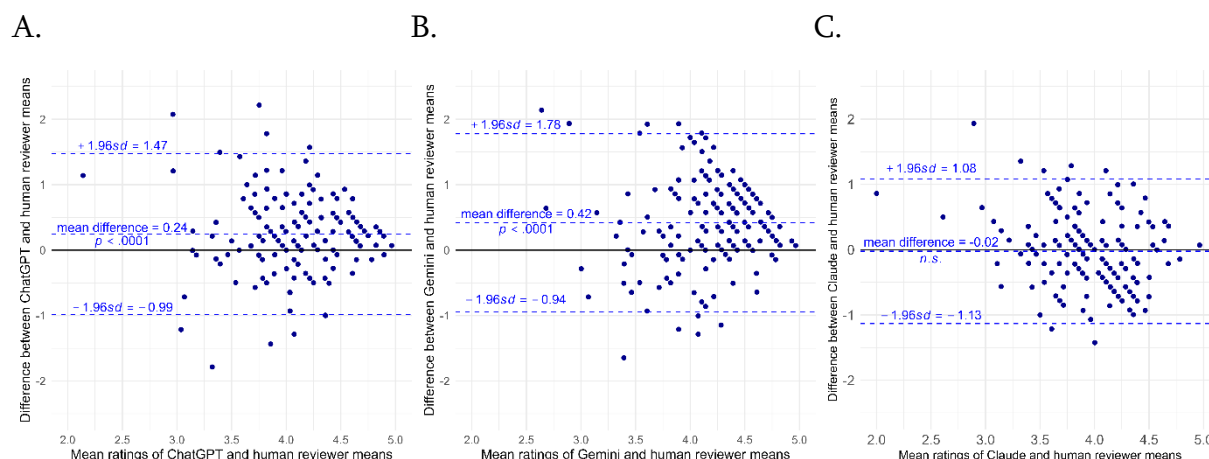 A.
B.
C.
Difference between ChatGPT and human reviewer means
2
1
0
-1
-2
+ 1.96sd = 1.47
mean difference = 0.24
p < .0001
− 1.96sd = − 0.99
2.0 2.5 3.0 3.5 4.0 4.5 5.0
Mean ratings of ChatGPT and human reviewer means
Difference between Gemini and human reviewer means
2
1
0
-1
-2
+ 1.96sd = 1.78
mean difference = 0.42
p < .0001
− 1.96sd = − 0.94
2.0 2.5 3.0 3.5 4.0 4.5 5.0
Mean ratings of Gemini and human reviewer means
Difference between Claude and human reviewer means
2
1
0
-1
-2
+ 1.96sd = 1.08
mean difference = -0.02
n.s.
− 1.96sd = − 1.13
2.0 2.5 3.0 3.5 4.0 4.5 5.0
Mean ratings of Claude and human reviewer means